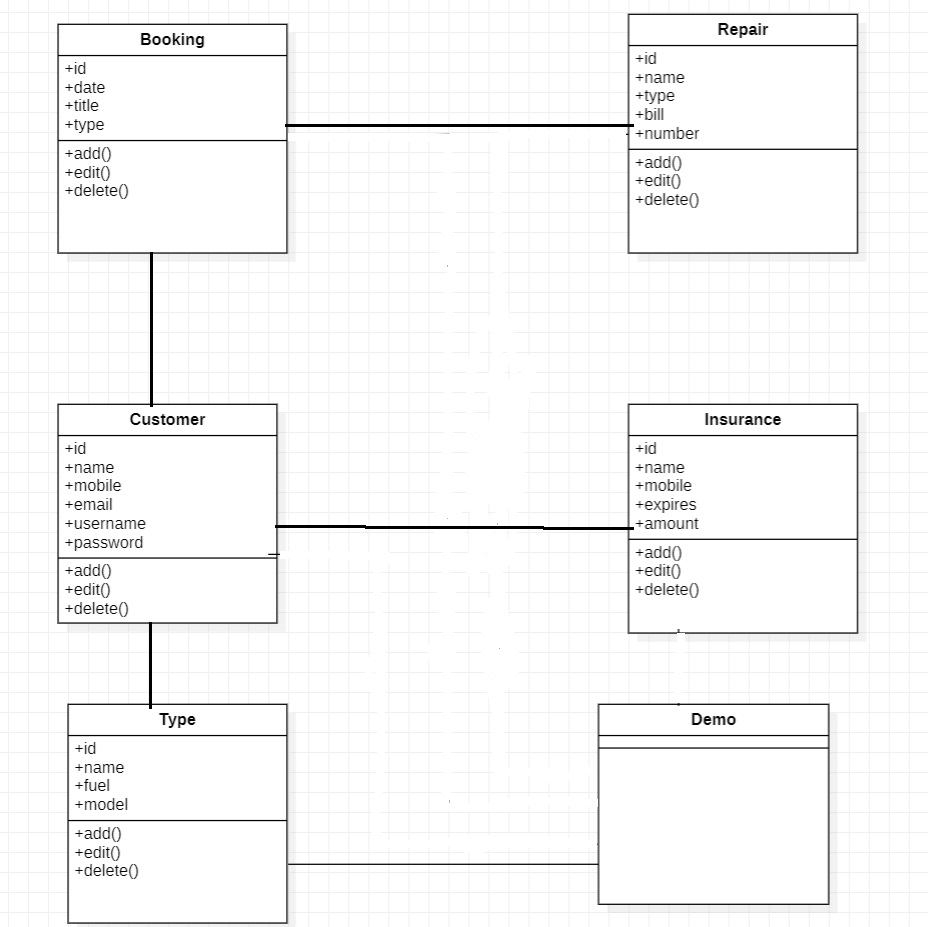 Booking
+id
+date
+title
+type
+add()
+edit()
+delete()
Repair
+id
+name
+type
+bill
+number
+add()
+edit()
+delete()
Customer
+id
+name
+mobile
+email
+username
+password
+add()
+edit()
+delete()
Insurance
+id
+name
+mobile
+expires
+amount
+add()
+edit()
+delete()
Type
+id
+name
+fuel
+model
+add()
+edit()
+delete()
Demo